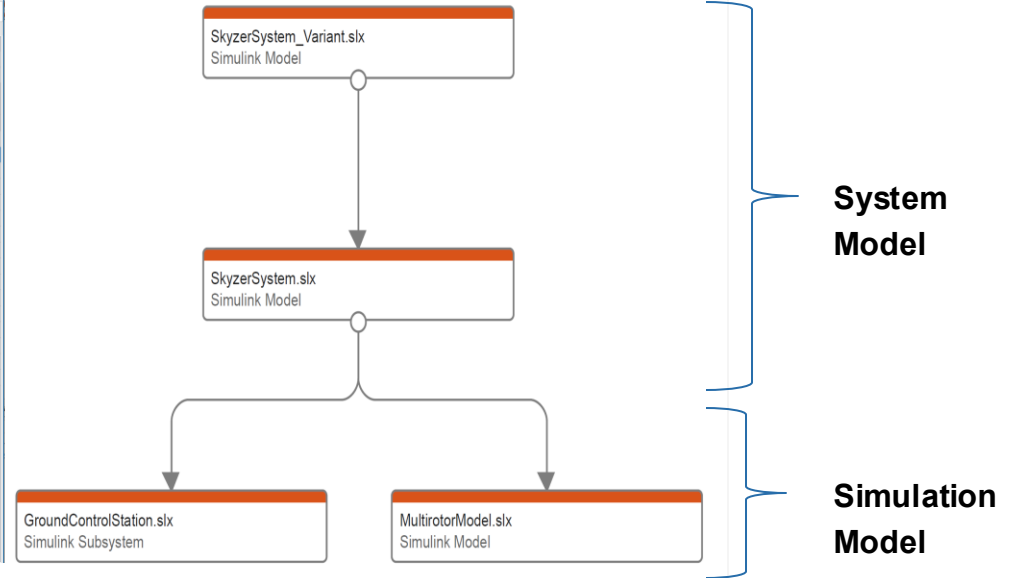 SkyzerSystem_Variant.slx
Simulink Model
System
Model
SkyzerSystem.slx
Simulink Model
GroundControlStation.slx
Simulink Subsystem
MultirotorModel.slx
Simulink Model
Simulation
Model